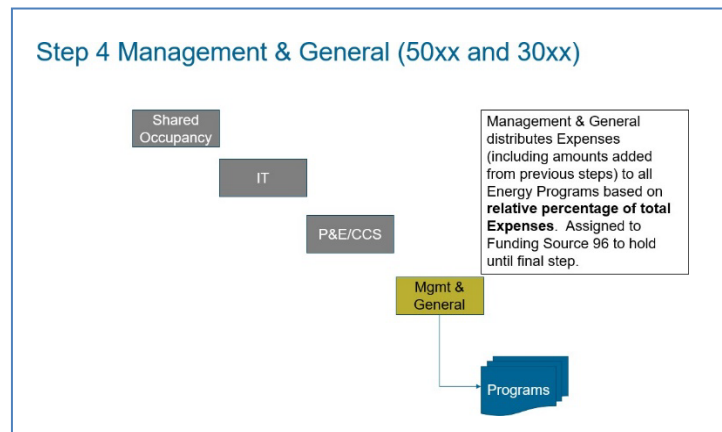 Step 4 Management & General (50xx and 30xx)
Shared
Occupancy
IT
P&E/CCS
Mgmt &
General
Programs
Management & General
distributes Expenses
(including amounts added
from previous steps) to all
Energy Programs based on
relative percentage of total
Expenses. Assigned to
Funding Source 96 to hold
until final step.